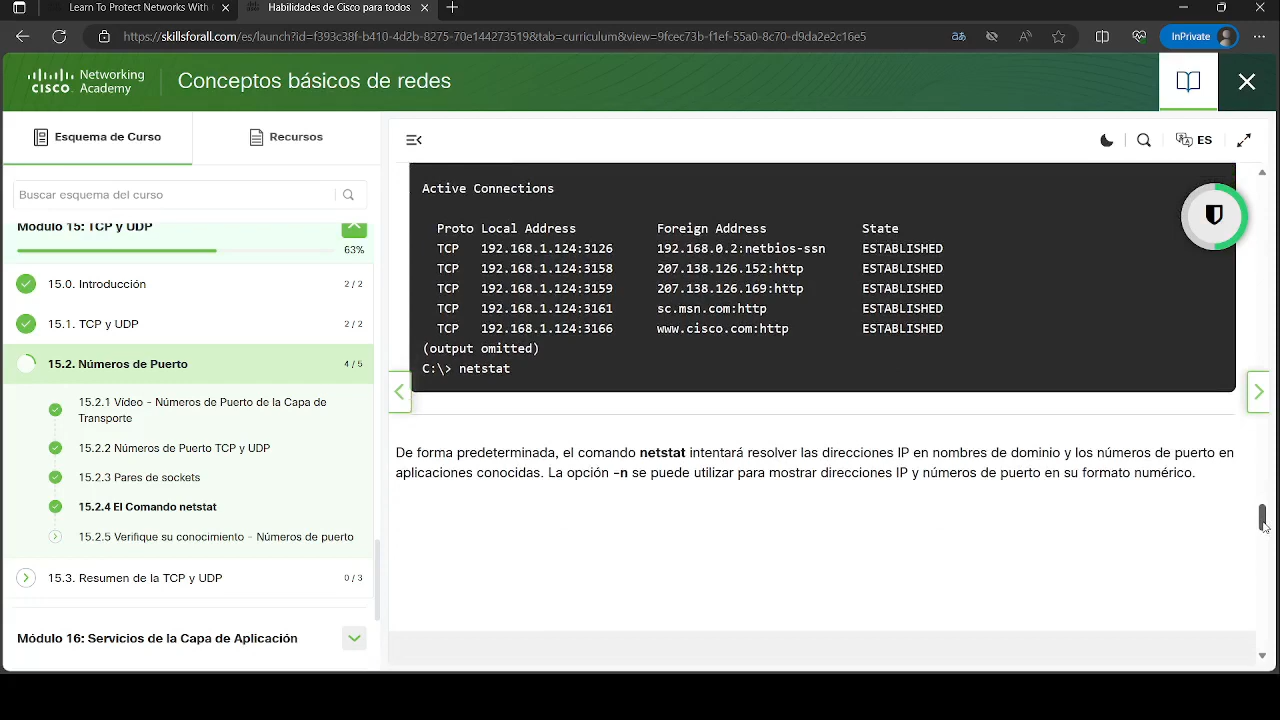 Learn To Protect Networks With
Habilidades de Cisco para todos
https://skillsforall.com/es/launch?id=f393c38f-b410-4d2b-8275-70e1442735198&tab=curriculum&view=9fcec73b-f1ef-55a0-8c70-d9da2e2c16e5
InPrivate
Networking
CISCO Academy
Conceptos básicos de redes
Esquema de Curso
Recursos
ES
Buscar esquema del curso
Módulo 15: TCP y UDP
63%
15.0. Introducción 2 / 2
15.1. TCP y UDP 2 / 2
15.2. Números de Puerto 4 / 5
15.2.1 Vídeo - Números de Puerto de la Capa de
Transporte
15.2.2 Números de Puerto TCP y UDP
15.2.3 Pares de sockets
15.2.4 El Comando netstat
15.2.5 Verifique su conocimiento - Números de puerto
15.3. Resumen de la TCP y UDP 0 / 3
Módulo 16: Servicios de la Capa de Aplicación
Active Connections
Proto Local Address Foreign Address State
TCP 192.168.1.124:3126 192.168.0.2:netbios-ssn ESTABLISHED
TCP 192.168.1.124:3158 207.138.126.152:http ESTABLISHED
TCP 192.168.1.124:3159 207.138.126.169:http ESTABLISHED
TCP 192.168.1.124:3161 sc.msn.com:http ESTABLISHED
TCP 192.168.1.124:3166 www.cisco.com:http ESTABLISHED
(output omitted)
C:\> netstat
De forma predeterminada, el comando netstat intentará resolver las direcciones IP en nombres de dominio y los números de puerto en
aplicaciones conocidas. La opción -n se puede utilizar para mostrar direcciones IP y números de puerto en su formato numérico.